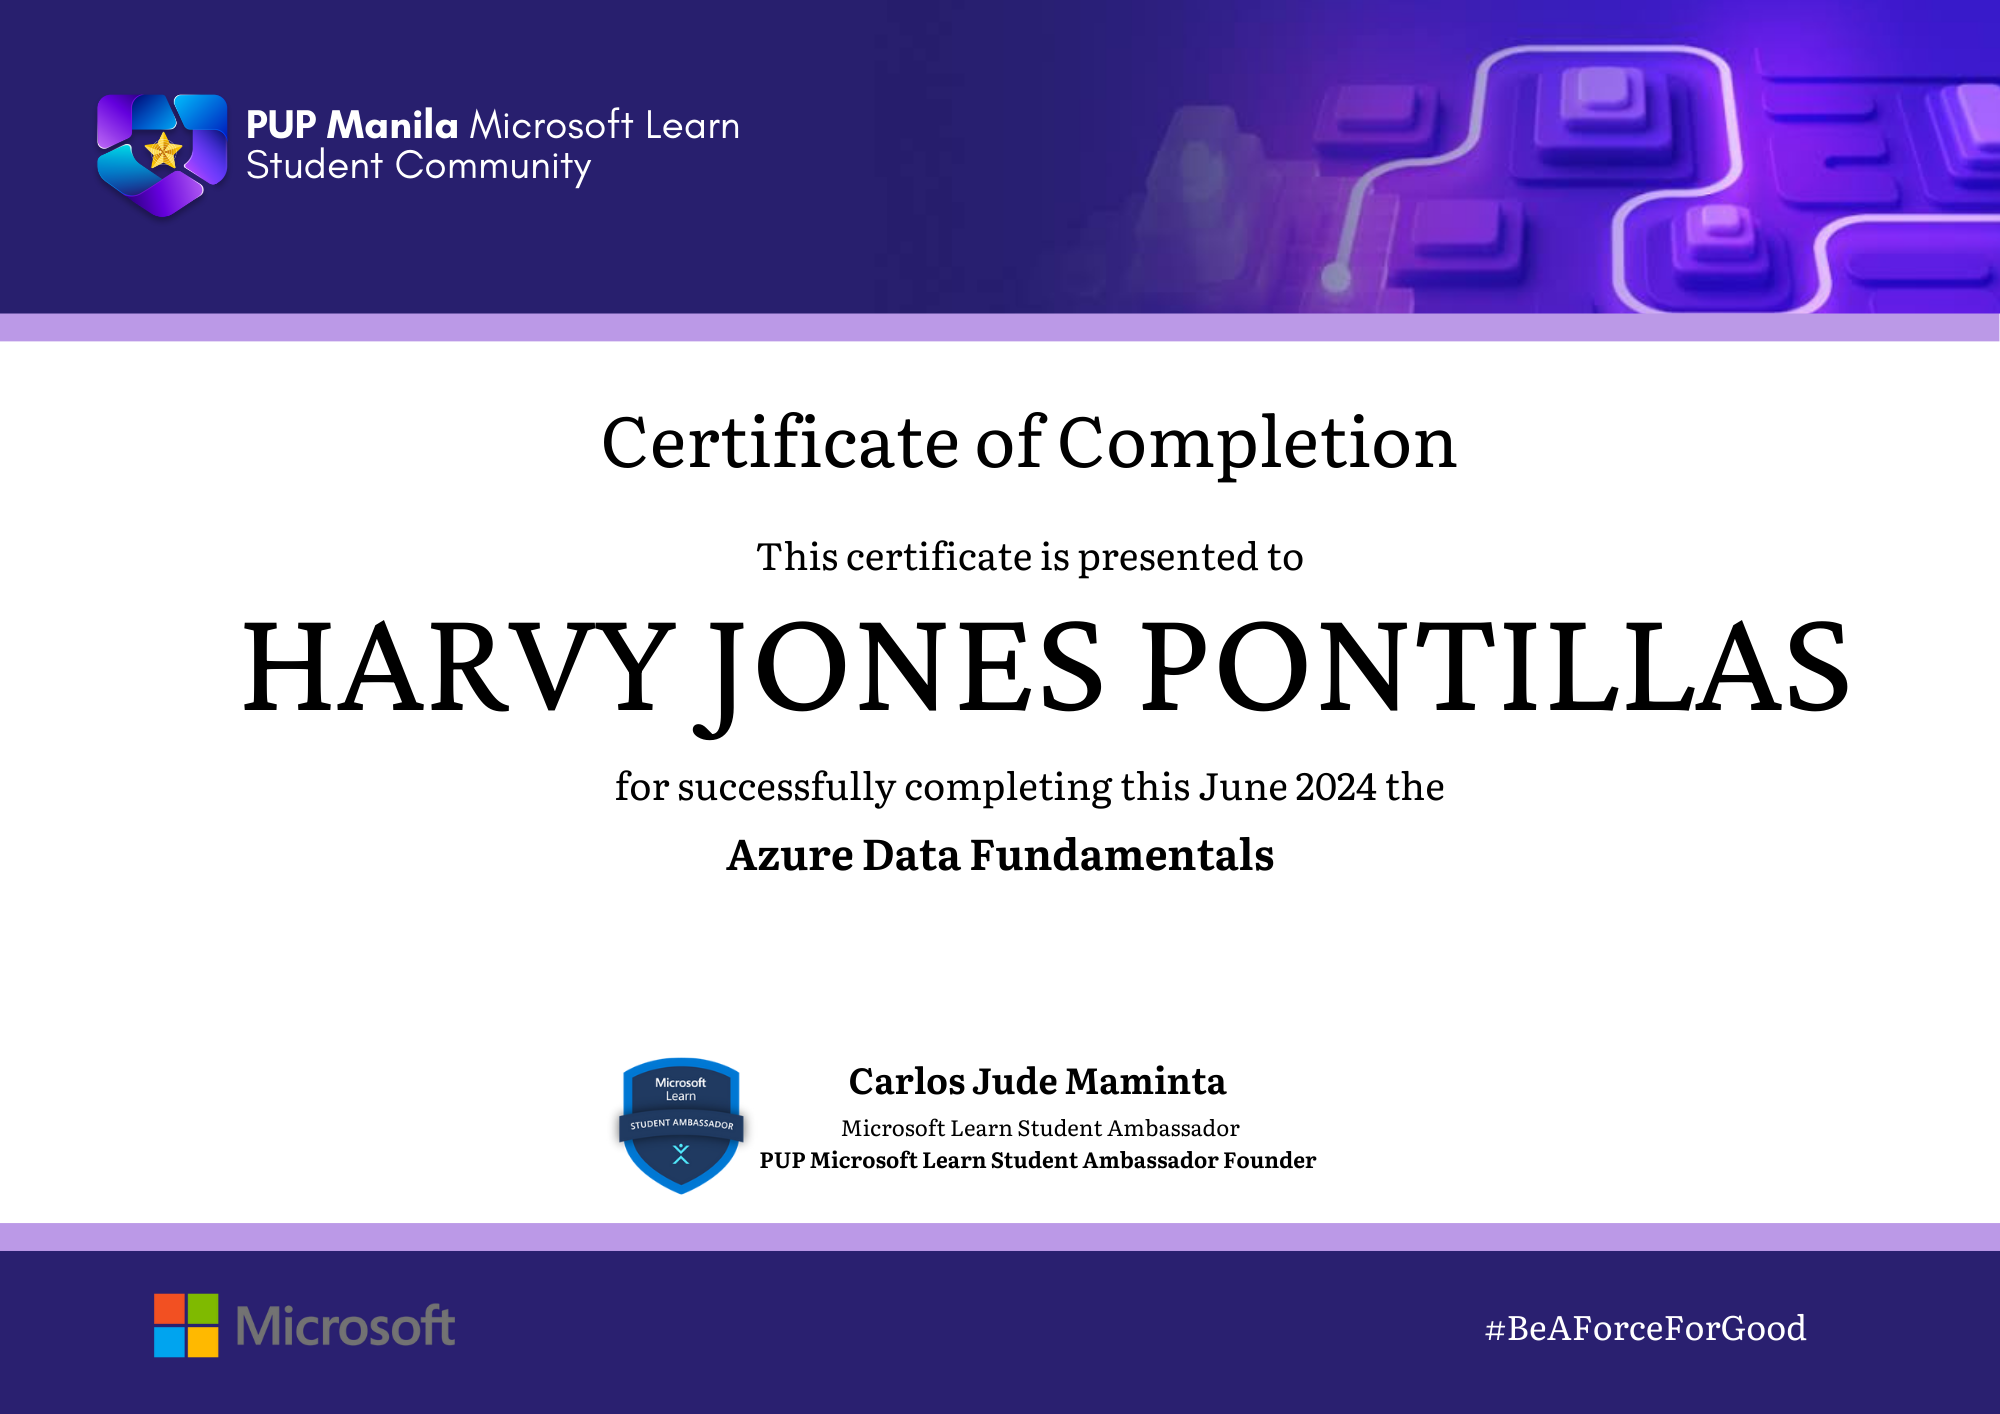 PUP Manila Microsoft Learn
Student Community
Certificate of Completion
This certificate is presented to
HARVY JONES PONTILLAS
for successfully completing this June 2024 the
Azure Data Fundamentals
Microsoft
Learn
STUDENT AMBASSADOR
Carlos Jude Maminta
Microsoft Learn Student Ambassador
PUP Microsoft Learn Student Ambassador Founder
Microsoft
#BeAForceForGood